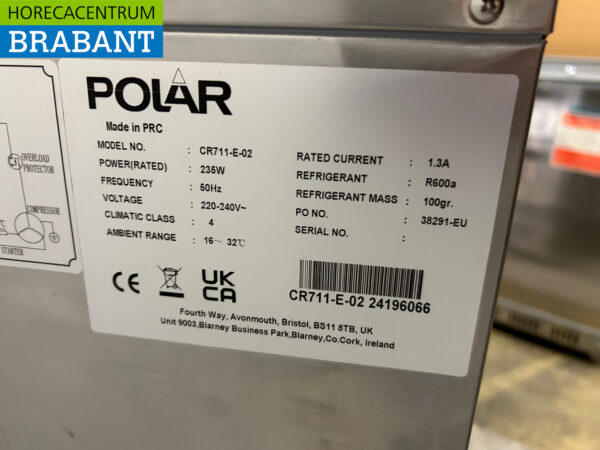 HORECACENTRUM
BRABANT
POLAR
Made in PRC
MODEL NO. : CR711-E-02
POWER(RATED) : 235W
FREQUENCY : 50Hz
VOLTAGE : 220-240V~
CLIMATIC CLASS : 4
AMBIENT RANGE : 16~ 32℃
RATED CURRENT : 1.3A
REFRIGERANT : R600a
REFRIGERANT MASS : 100gr.
PO NO. : 38291-EU
SERIAL NO. :
OVERLOAD
PROTECTOR
COMPRESSOR
STARTER
CE
UK
CA
CR711-E-02 24196066
Fourth Way, Avonmouth, Bristol, BS11 8TB, UK
Unit 9003,Blarney Business Park,Blarney,Co.Cork, Ireland